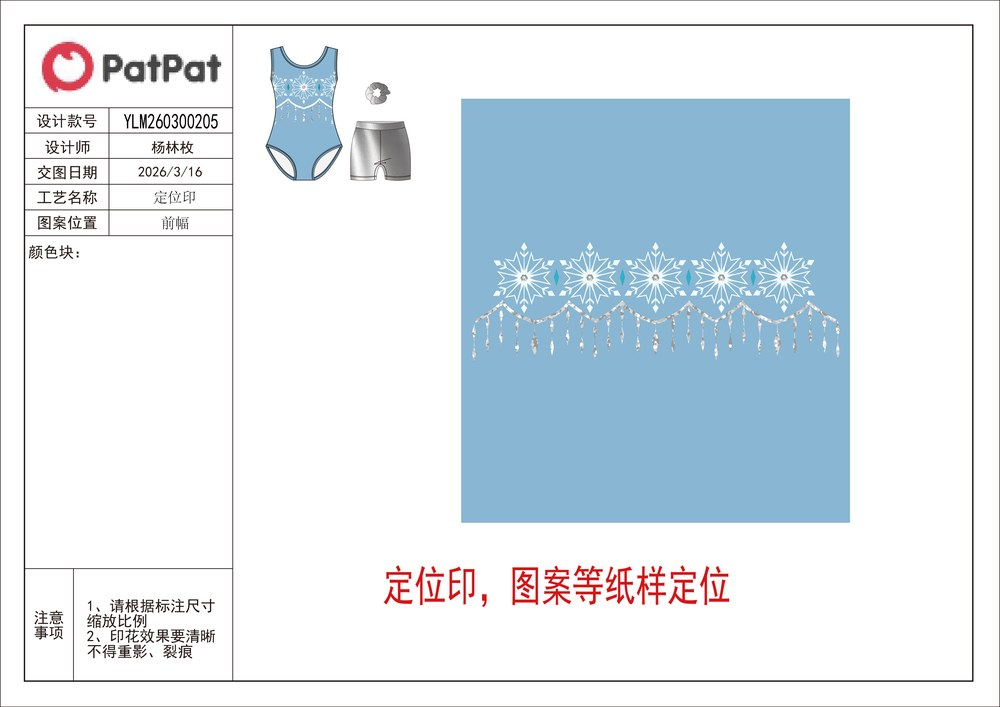 PatPat
设计款号 YLM260300205
设计师 杨林枚
交图日期 2026/3/16
工艺名称 定位印
图案位置 前幅
颜色块：
注意
事项
1、请根据标注尺寸
缩放比例
2、印花效果要清晰
不得重影、裂痕
定位印，图案等纸样定位